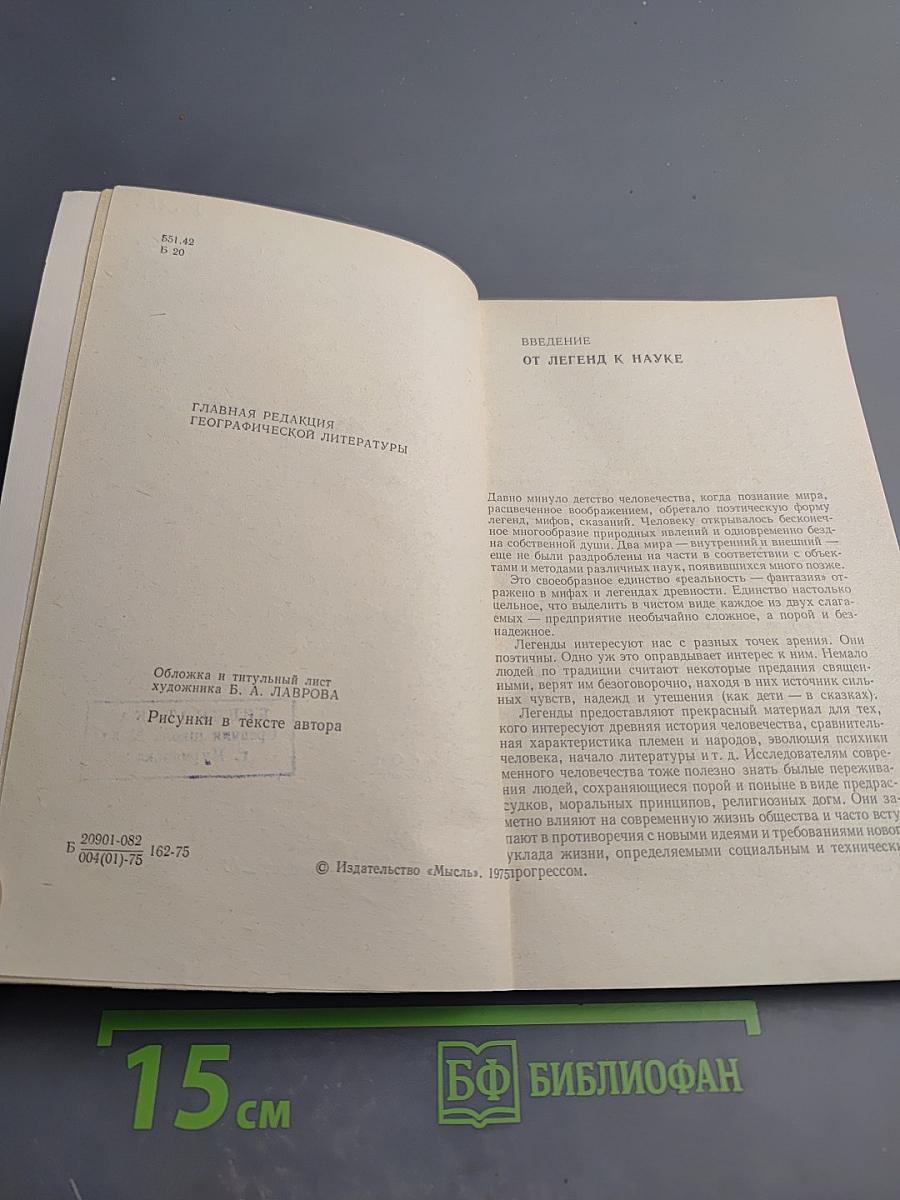 551.42
Б 20
ГЛАВНАЯ РЕДАКЦИЯ
ГЕОГРАФИЧЕСКОЙ ЛИТЕРАТУРЫ
Обложка и титульный лист
художника Б. А. ЛАВРОВА
Рисунки в тексте автора
Б 20901-082 162-75
004(01)-75
© Издательство «Мысль». 1975
ВВЕДЕНИЕ
ОТ ЛЕГЕНД К НАУКЕ
Давно минуло детство человечества, когда познание мира,
расцвеченное воображением, обретало поэтическую форму
легенд, мифов, сказаний. Человеку открывалось бесконеч-
ное многообразие природных явлений и одновременно безд-
на собственной души. Два мира — внутренний и внешний —
еще не были раздроблены на части в соответствии с объек-
тами и методами различных наук, появившихся много позже.
Это своеобразное единство «реальность — фантазия» от-
ражено в мифах и легендах древности. Единство настолько
цельное, что выделить в чистом виде каждое из двух слага-
емых — предприятие необычайно сложное, а порой и без-
надежное.
Легенды интересуют нас с разных точек зрения. Они
поэтичны. Одно уж это оправдывает интерес к ним. Немало
людей по традиции считают некоторые предания священ-
ными, верят им безоговорочно, находя в них источник силь-
ных чувств, надежд и утешения (как дети — в сказках).
Легенды предоставляют прекрасный материал для тех,
кого интересуют древняя история человечества, сравнитель-
ная характеристика племен и народов, эволюция психики
человека, начало литературы и т. д. Исследователям совре-
менного человечества тоже полезно знать былые пережива-
ния людей, сохраняющиеся порой и поныне в виде предрас-
судков, моральных принципов, религиозных догм. Они за-
метно влияют на современную жизнь общества и часто всту
пают в противоречия с новыми идеями и требованиями новог
уклада жизни, определяемыми социальным и технически
прогрессом.
15 см
БФ БИБЛИОФАН